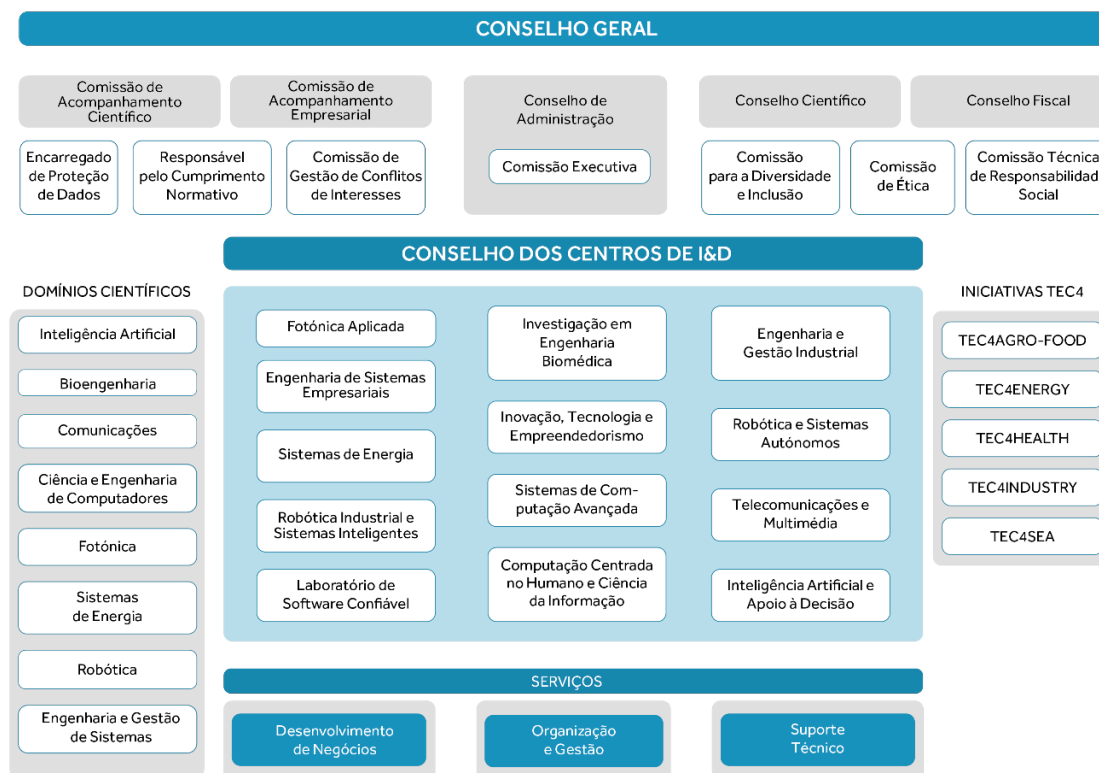 CONSELHO GERAL
Comissão de
Acompanhamento
Científico
Comissão de
Acompanhamento
Empresarial
Conselho de
Administração
Conselho Científico
Conselho Fiscal
Encarregado
de Proteção
de Dados
Responsável
pelo Cumprimento
Normativo
Comissão de
Gestão de Conflitos
de Interesses
Comissão Executiva
Comissão
para a Diversidade
e Inclusão
Comissão
de Ética
Comissão Técnica
de Responsabilidad
Social
CONSELHO DOS CENTROS DE I&D
DOMÍNIOS CIENTÍFICOS
Inteligência Artificial
Bioengenharia
Comunicações
Ciência e Engenharia
de Computadores
Fotónica
Sistemas
de Energia
Robótica
Engenharia e Gestão
de Sistemas
Fotónica Aplicada
Engenharia de Sistemas
Empresariais
Sistemas de Energia
Robótica Industrial e
Sistemas Inteligentes
Laboratório de
Software Confiável
Investigação em
Engenharia
Biomédica
Inovação, Tecnologia e
Empreendedorismo
Sistemas de Com-
putação Avançada
Computação Centrada
no Humano e Ciência
da Informação
Engenharia e
Gestão Industrial
Robótica e Sistemas
Autónomos
Telecomunicações e
Multimédia
Inteligência Artificial e
Apoio à Decisão
INICIATIVAS TEC4
TEC4AGRO-FOOD
TEC4ENERGY
TEC4HEALTH
TEC4INDUSTRY
TEC4SEA
SERVIÇOS
Desenvolvimento
de Negócios
Organização
e Gestão
Suporte
Técnico